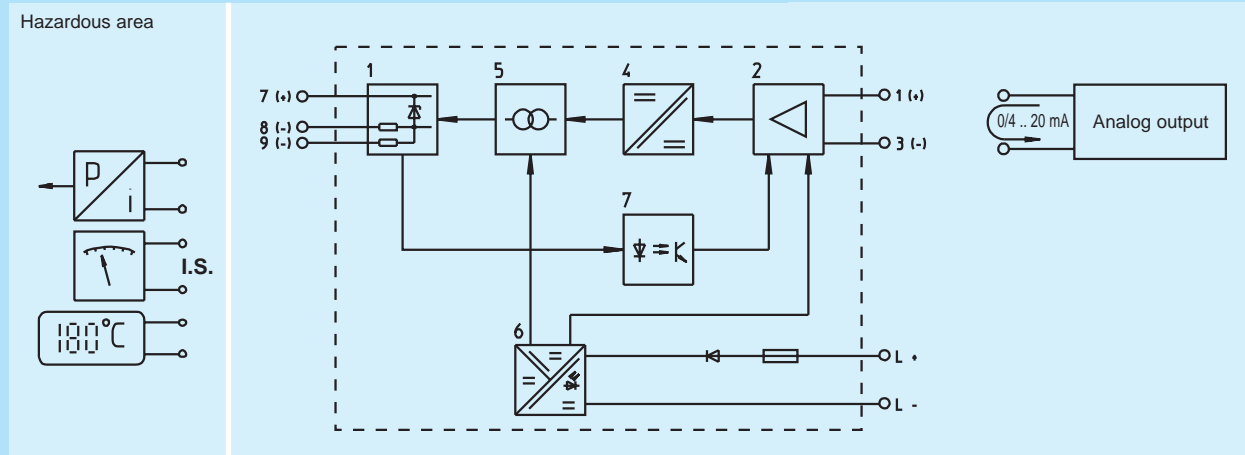 Hazardous area
1
5
4
2
7 (+)
8 (-)
9 (-)
1 (+)
3 (-)
0/4 .. 20 mA
Analog output
P
i
7
I.S.
180°C
6
L +
L -